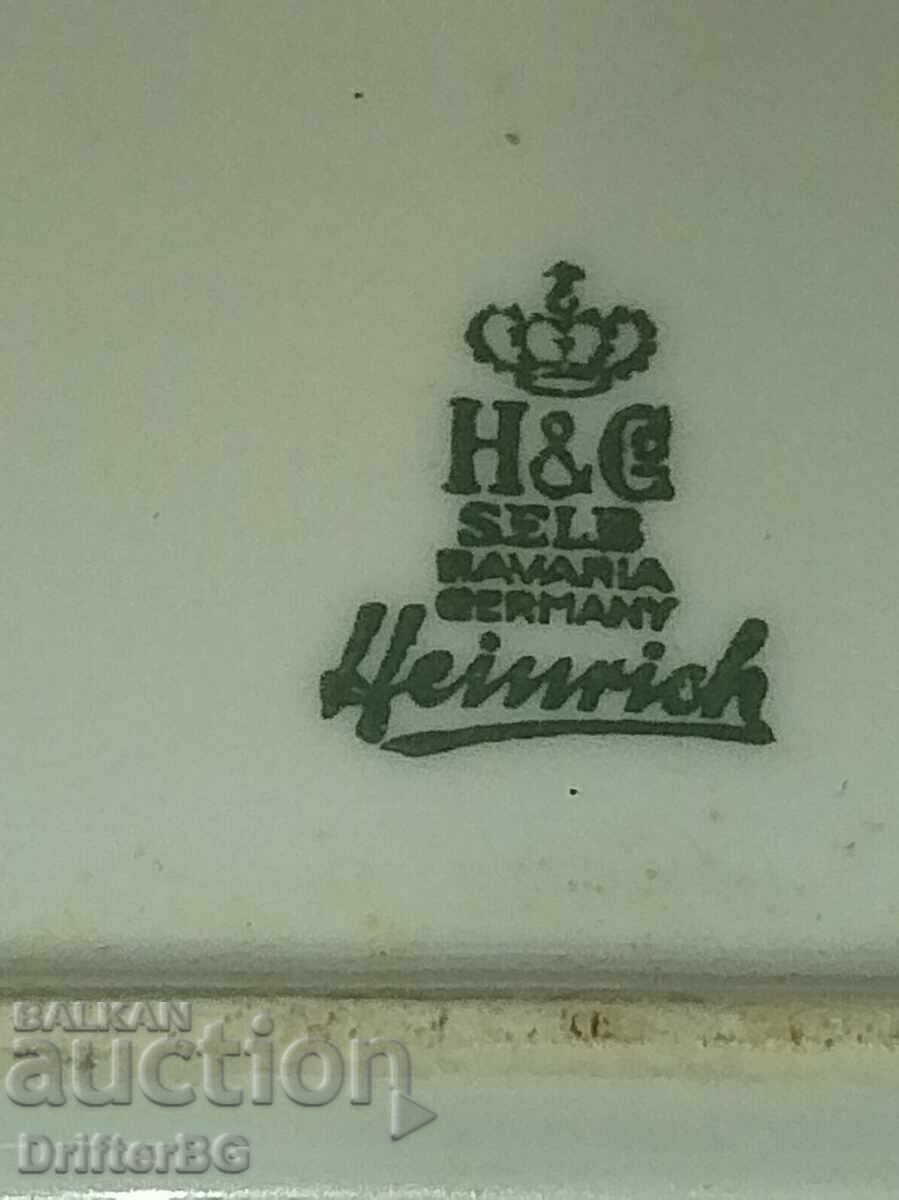 H&Co
SELB
BAVARIA
GERMANY
Heinrich
BALKAN
auction
DrifterBG